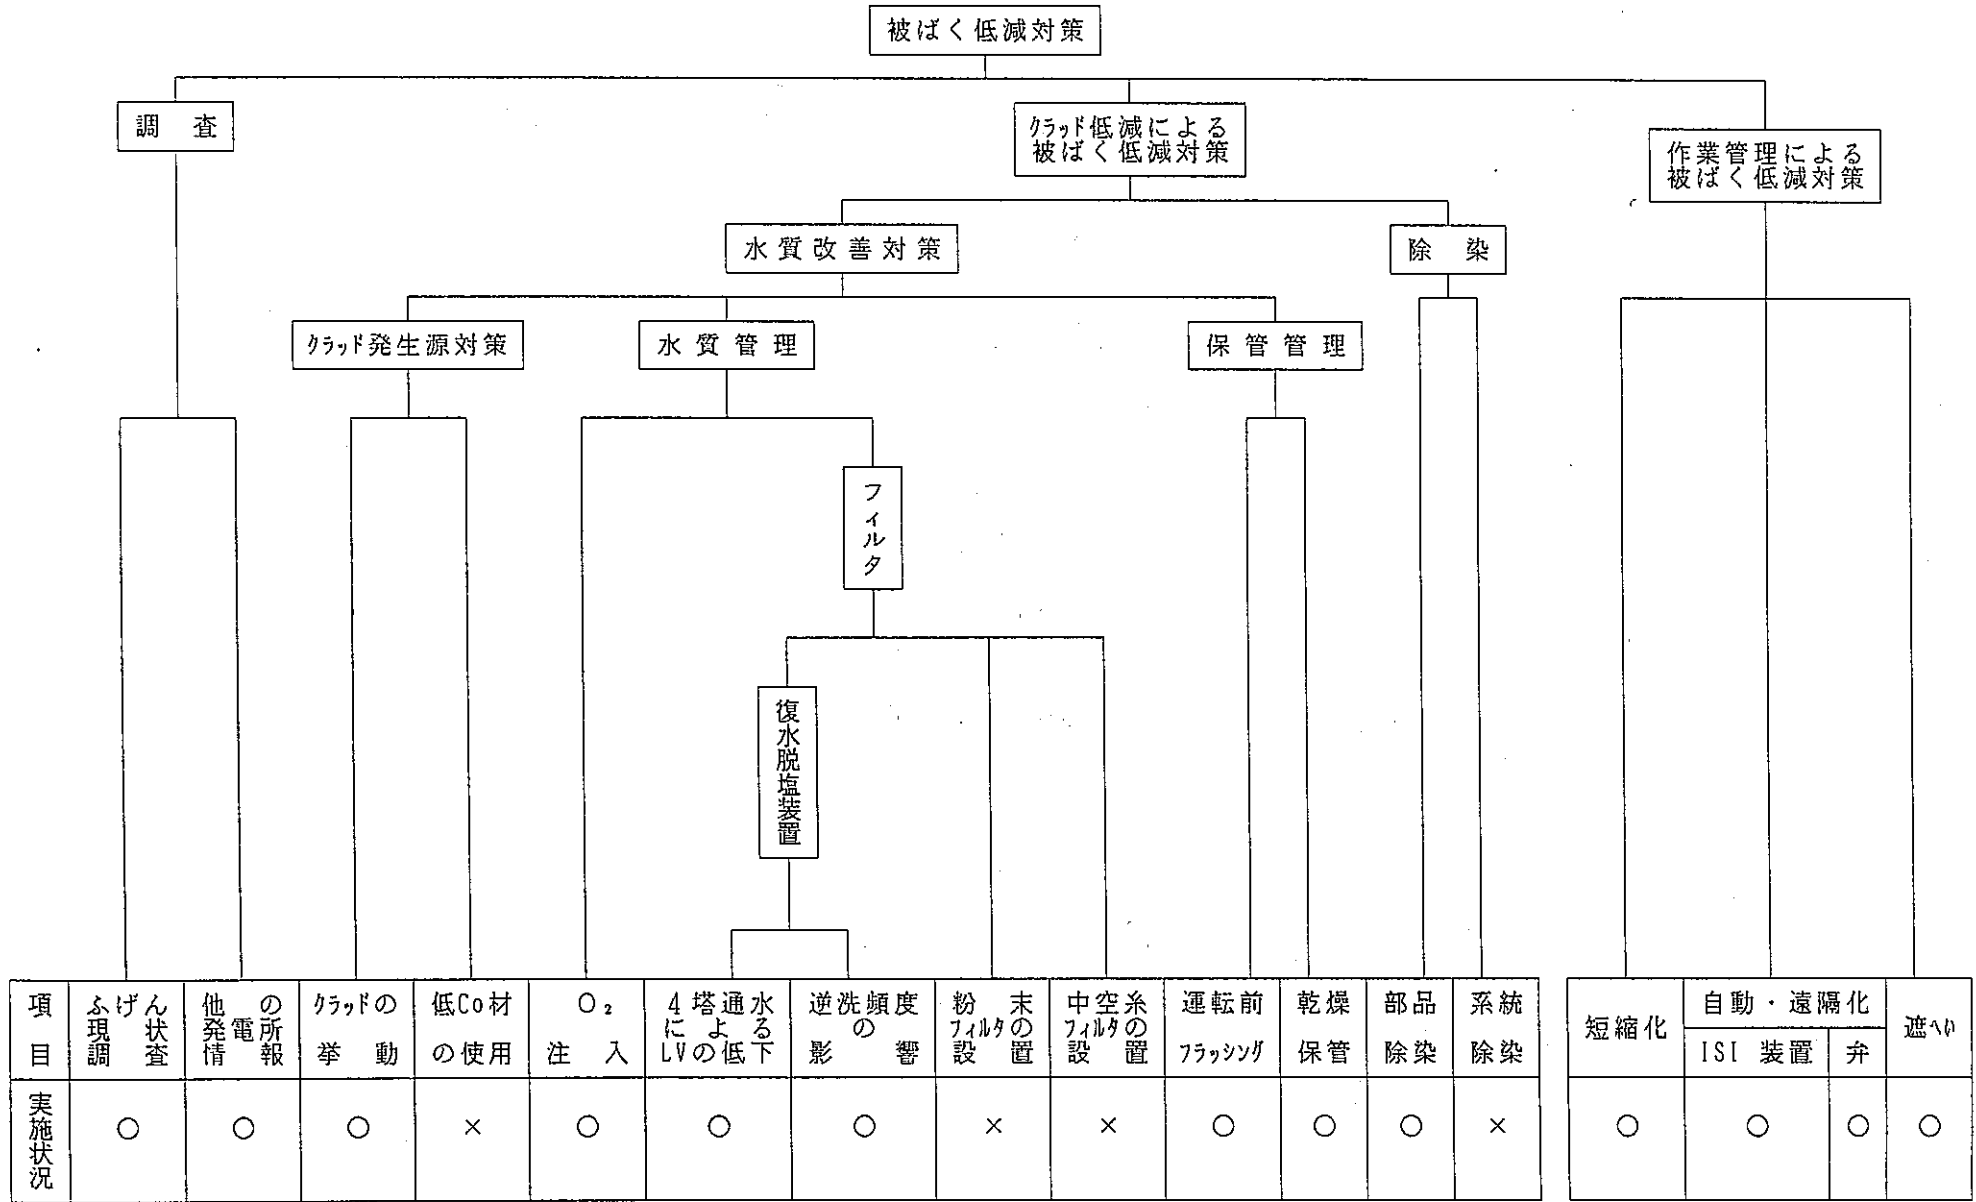 被ばく低減対策
調査
クラッド低減による
被ばく低減対策
作業管理による
被ばく低減対策
水質改善対策
除染
クラッド発生源対策
水質管理
保管管理
フィルタ
復水脱塩装置
項目
ふげん
現状
調査
他の
発電所
情報
クラッドの
挙動
低Co材
の使用
O₂
注入
4塔通水
による
LVの低下
逆洗頻度
の
影響
粉末
フィルタの
設置
中空糸
フィルタの
設置
運転前
フラッシング
乾燥
保管
部品
除染
系統
除染
短縮化
自動・遠隔化
ISI 装置
弁
遮へい
実施状況
○ ○ ○ × ○ ○ ○ × × ○ ○ ○ × ○ ○ ○ ○